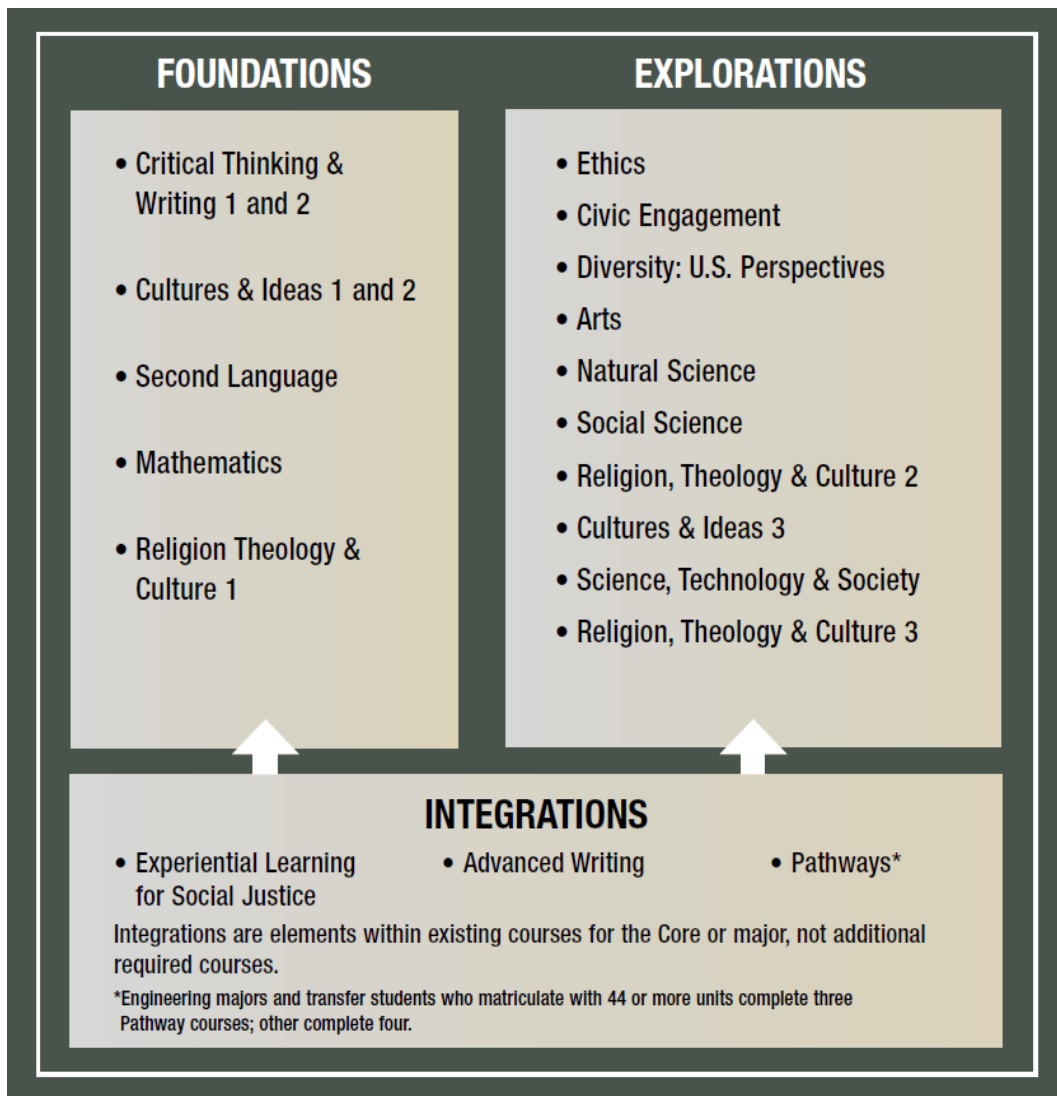 FOUNDATIONS
• Critical Thinking &
Writing 1 and 2
• Cultures & Ideas 1 and 2
• Second Language
• Mathematics
• Religion Theology &
Culture 1
EXPLORATIONS
• Ethics
• Civic Engagement
• Diversity: U.S. Perspectives
• Arts
• Natural Science
• Social Science
• Religion, Theology & Culture 2
• Cultures & Ideas 3
• Science, Technology & Society
• Religion, Theology & Culture 3
INTEGRATIONS
• Experiential Learning
for Social Justice
• Advanced Writing
• Pathways*
Integrations are elements within existing courses for the Core or major, not additional
required courses.
*Engineering majors and transfer students who matriculate with 44 or more units complete three
Pathway courses; other complete four.